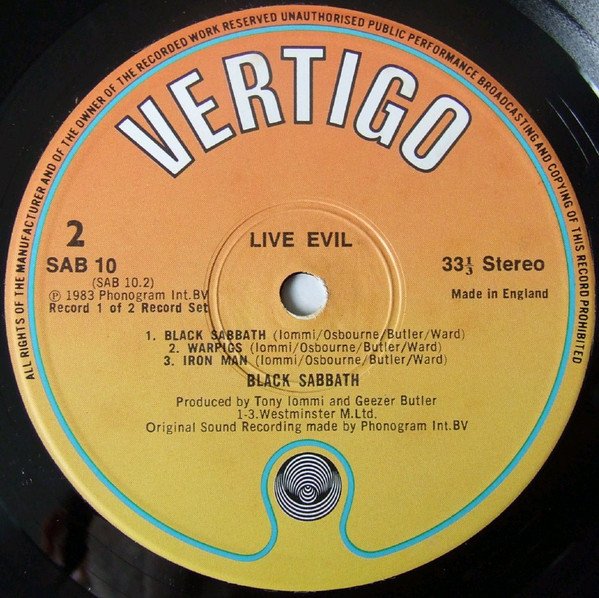 ALL RIGHTS OF THE MANUFACTURER AND OF THE OWNER OF THE RECORDED WORK RESERVED UNAUTHORISED PUBLIC PERFORMANCE BROADCASTING AND COPYING OF THIS RECORD PROHIBITED
VERTIGO
2
LIVE EVIL
SAB 10
33⅓ Stereo
(SAB 10.2)
℗ 1983 Phonogram Int.BV
Made in England
Record 1 of 2 Record Set
1. BLACK SABBATH (Iommi/Osbourne/Butler/Ward)
2. WARPIGS (Iommi/Osbourne/Butler/Ward)
3. IRON MAN (Iommi/Osbourne/Butler/Ward)
BLACK SABBATH
Produced by Tony Iommi and Geezer Butler
1-3.Westminster M.Ltd.
Original Sound Recording made by Phonogram Int.BV